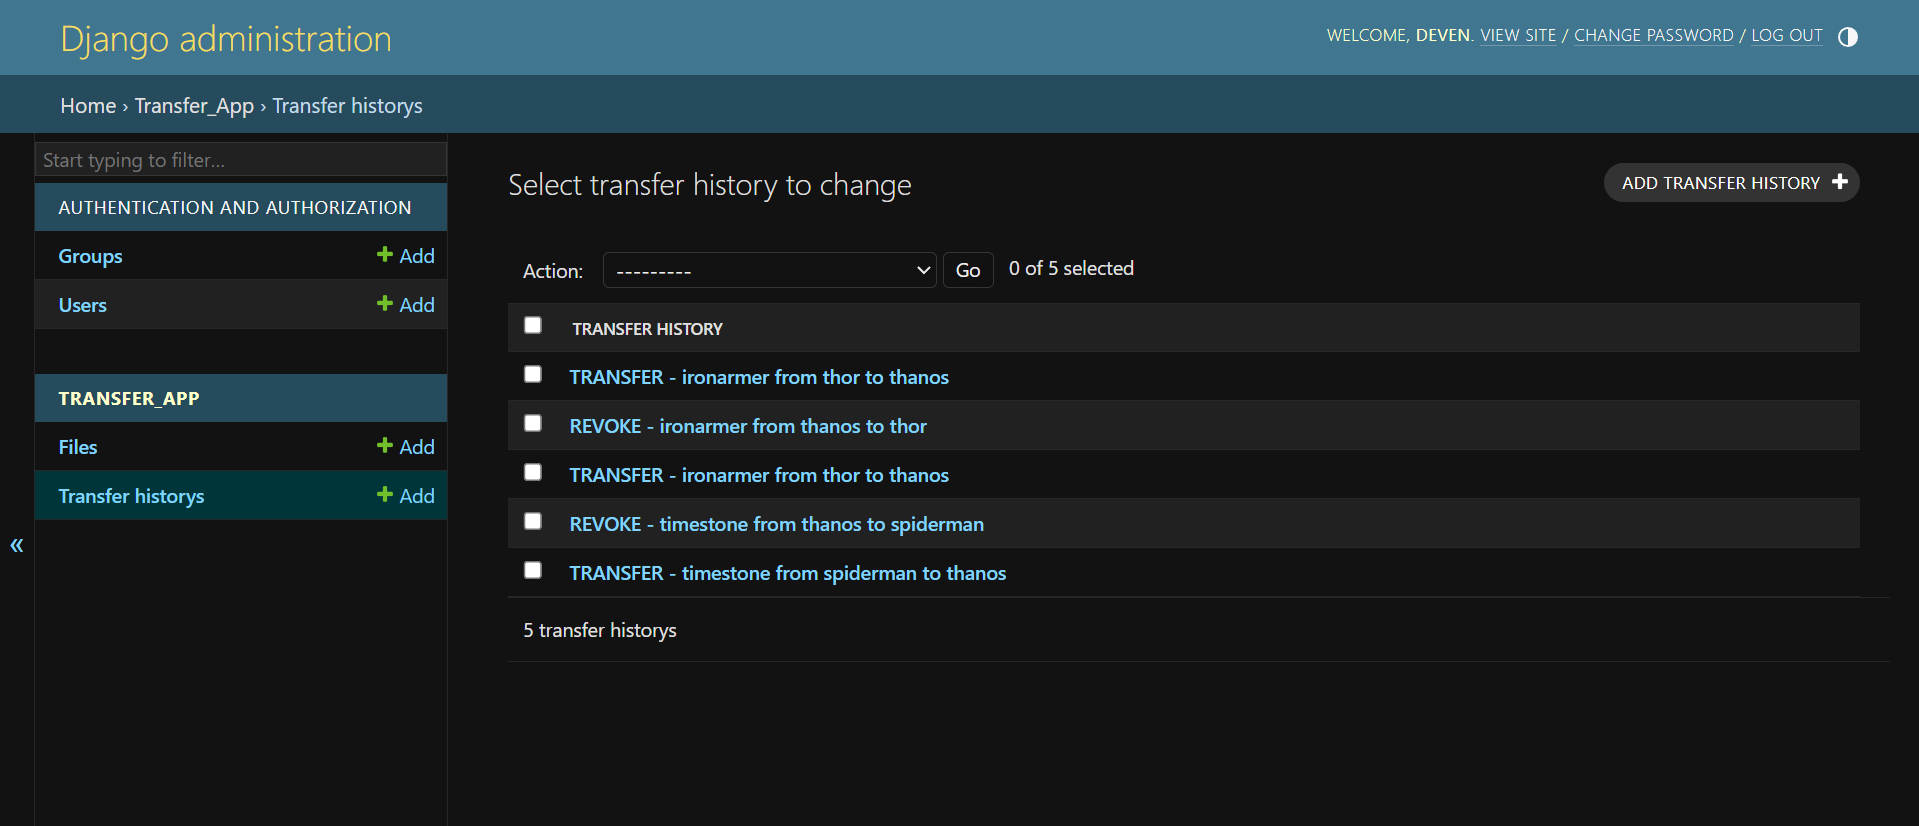 Django administration
WELCOME, DEVEN. VIEW SITE / CHANGE PASSWORD / LOG OUT
Home › Transfer_App › Transfer historys
Start typing to filter...
AUTHENTICATION AND AUTHORIZATION
Groups
Add
Users
Add
TRANSFER_APP
Files
Add
Transfer historys
Add
«
Select transfer history to change
ADD TRANSFER HISTORY
Action: --------- Go 0 of 5 selected
TRANSFER HISTORY
TRANSFER - ironarmer from thor to thanos
REVOKE - ironarmer from thanos to thor
TRANSFER - ironarmer from thor to thanos
REVOKE - timestone from thanos to spiderman
TRANSFER - timestone from spiderman to thanos
5 transfer historys